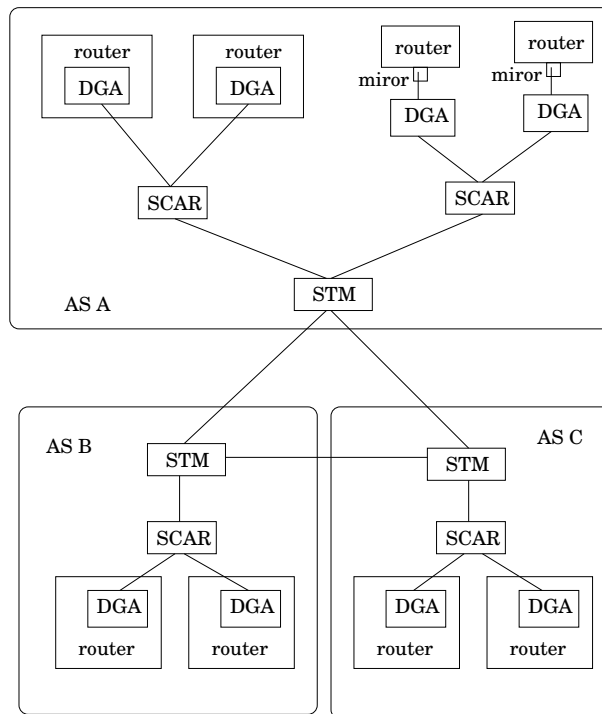 router
router
router
router
DGA
DGA
miror
miror
DGA
DGA
SCAR
SCAR
STM
AS A
AS B
AS C
STM
STM
SCAR
SCAR
DGA
DGA
DGA
DGA
router
router
router
router